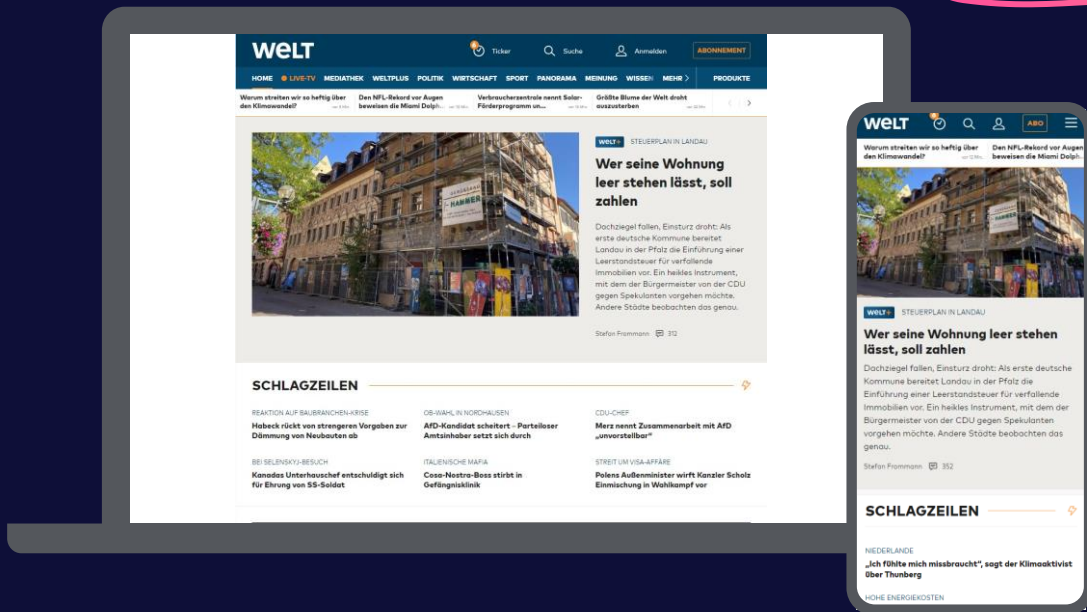 WELT
Ticker
Suche
Anmelden
ABONNEMENT
HOME LIVE-TV MEDIATHEK WELTPLUS POLITIK WIRTSCHAFT SPORT PANORAMA MEINUNG WISSEN MEHR PRODUKTE
Warum streiten wir so heftig über
den Klimawandel?
Den NFL-Rekord vor Augen
beweisen die Miami Dolph...
Verbraucherzentrale nennt Solar-
Förderprogramm un...
Größte Blume der Welt droht
auszusterben
HAMMER
WELT+ STEUERPLAN IN LANDAU
Wer seine Wohnung
leer stehen lässt, soll
zahlen
Dachziegel fallen, Einsturz droht: Als
erste deutsche Kommune bereitet
Landau in der Pfalz die Einführung einer
Leerstandsteuer für verfallende
Immobilien vor. Ein heikles Instrument,
mit dem der Bürgermeister von der CDU
gegen Spekulanten vorgehen möchte.
Andere Städte beobachten das genau.
Stefan Frommann 312
SCHLAGZEILEN
REAKTION AUF BAUBRANCHEN-KRISE
Habeck rückt von strengeren Vorgaben zur
Dämmung von Neubauten ab
OB-WAHL IN NORDHAUSEN
AfD-Kandidat scheitert – Parteiloser
Amtsinhaber setzt sich durch
CDU-CHEF
Merz nennt Zusammenarbeit mit AfD
„unvorstellbar“
BEI SELENSKYJ-BESUCH
Kanadas Unterhauschef entschuldigt sich
für Ehrung von SS-Soldat
ITALIENISCHE MAFIA
Cosa-Nostra-Boss stirbt in
Gefängnisklinik
STREIT UM VISA-AFFÄRE
Polens Außenminister wirft Kanzler Scholz
Einmischung in Wahlkampf vor
WELT
ABO
Warum streiten wir so heftig über
den Klimawandel?
Den NFL-Rekord vor Augen
beweisen die Miami Dolph...
HAMMER
WELT+ STEUERPLAN IN LANDAU
Wer seine Wohnung leer stehen
lässt, soll zahlen
Dachziegel fallen, Einsturz droht: Als erste deutsche
Kommune bereitet Landau in der Pfalz die
Einführung einer Leerstandsteuer für verfallende
Immobilien vor. Ein heikles Instrument, mit dem der
Bürgermeister von der CDU gegen Spekulanten
vorgehen möchte. Andere Städte beobachten das
genau.
Stefan Frommann 352
SCHLAGZEILEN
NIEDERLANDE
„Ich fühlte mich missbraucht“, sagt der Klimaaktivist
über Thunberg
HOHE ENERGIEKOSTEN